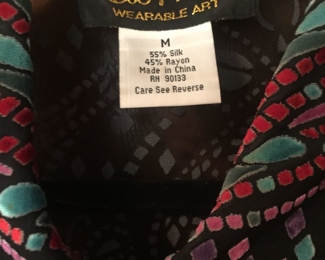 WEARABLE ART
M
55% Silk
45% Rayon
Made in China
RN 90133
Care See Reverse